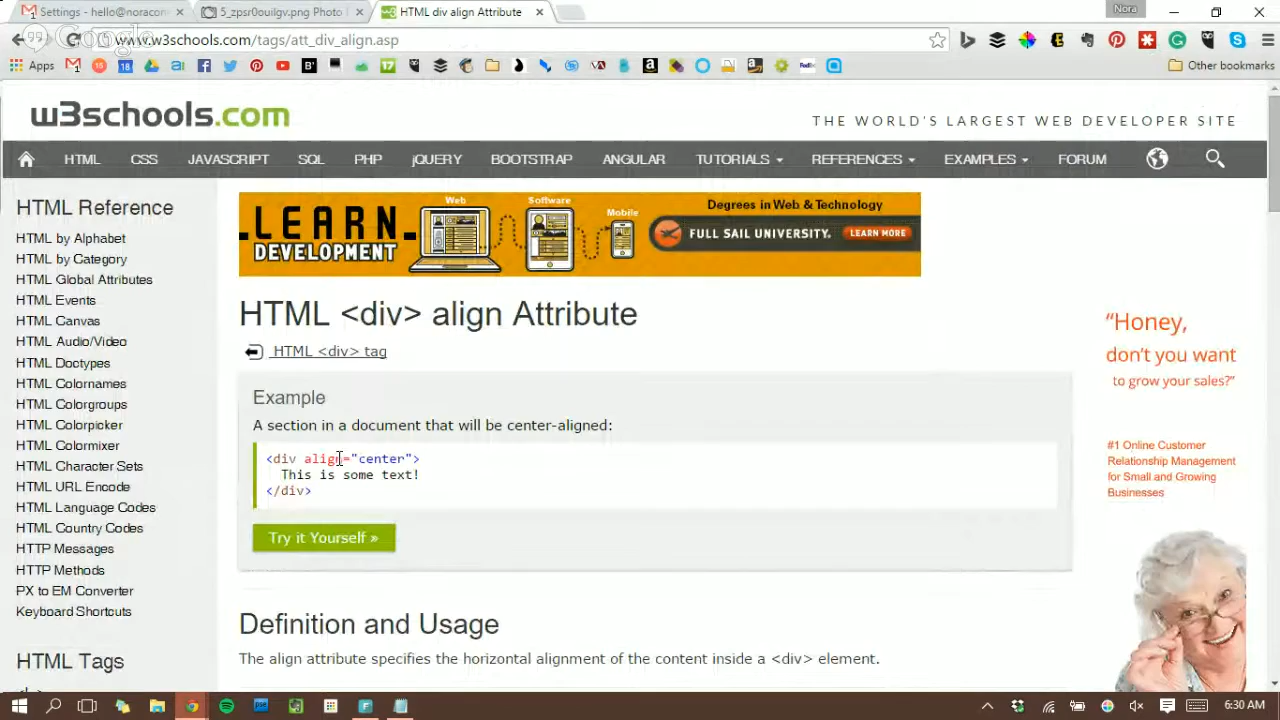 Settings - hello@noracon
5_zpsr0ouilgv.png Photo
HTML div align Attribute
Nora
Google
www.w3schools.com/tags/att_div_align.asp
Apps
Other bookmarks
w3schools.com
THE WORLD'S LARGEST WEB DEVELOPER SITE
HTML CSS JAVASCRIPT SQL PHP jQUERY BOOTSTRAP ANGULAR TUTORIALS REFERENCES EXAMPLES FORUM
HTML Reference
HTML by Alphabet
HTML by Category
HTML Global Attributes
HTML Events
HTML Canvas
HTML Audio/Video
HTML Doctypes
HTML Colornames
HTML Colorgroups
HTML Colorpicker
HTML Colormixer
HTML Character Sets
HTML URL Encode
HTML Language Codes
HTML Country Codes
HTTP Messages
HTTP Methods
PX to EM Converter
Keyboard Shortcuts
HTML Tags
LEARN
DEVELOPMENT
Web
Software
Mobile
Degrees in Web & Technology
FULL SAIL UNIVERSITY.
LEARN MORE
HTML <div> align Attribute
HTML <div> tag
Example
A section in a document that will be center-aligned:
<div align="center">
This is some text!
</div>
Try it Yourself »
Definition and Usage
The align attribute specifies the horizontal alignment of the content inside a <div> element.
“Honey,
don’t you want
to grow your sales?”
#1 Online Customer
Relationship Management
for Small and Growing
Businesses
6:30 AM